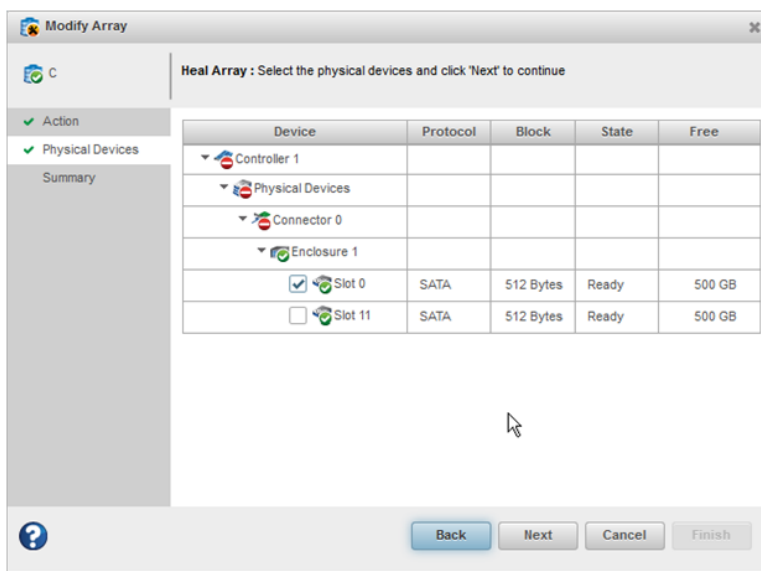 Modify Array
C
Heal Array : Select the physical devices and click 'Next' to continue
Action
Physical Devices
Summary
Device Protocol Block State Free
Controller 1
Physical Devices
Connector 0
Enclosure 1
Slot 0 SATA 512 Bytes Ready 500 GB
Slot 11 SATA 512 Bytes Ready 500 GB
? Back Next Cancel Finish